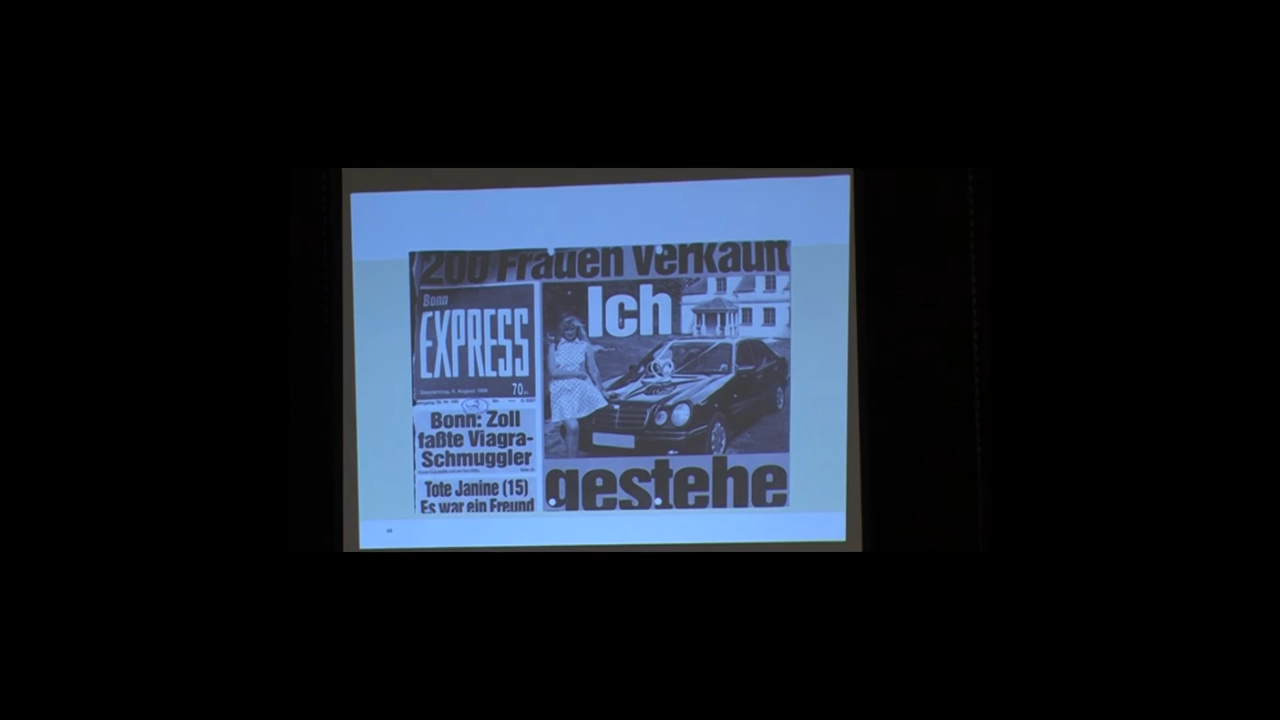 200 Frauen verkauft
Bonn
EXPRESS
70
Bonn: Zoll
faßte Viagra-
Schmuggler
Tote Janine (15)
Es war ein Freund
Ich
gestehe